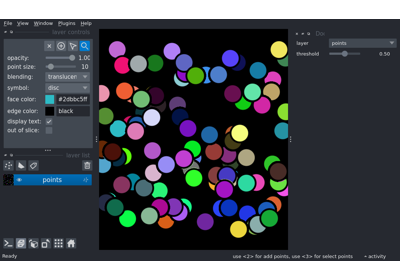 File View Window Plugins Help
layer controls
opacity: 1.00
point size: 10
blending: translucen
symbol: disc
face color: #2dbbc5ff
edge color: black
display text:
out of slice:
layer list
points
Ready
use <2> for add points, use <3> for select points
activity
layer points
threshold 0.50